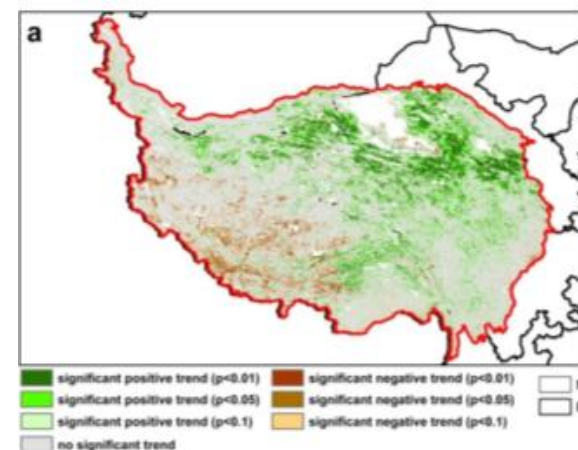 a
significant positive trend (p<0.01)
significant negative trend (p<0.01)
significant positive trend (p<0.05)
significant negative trend (p<0.05)
significant positive trend (p<0.1)
significant negative trend (p<0.1)
no significant trend